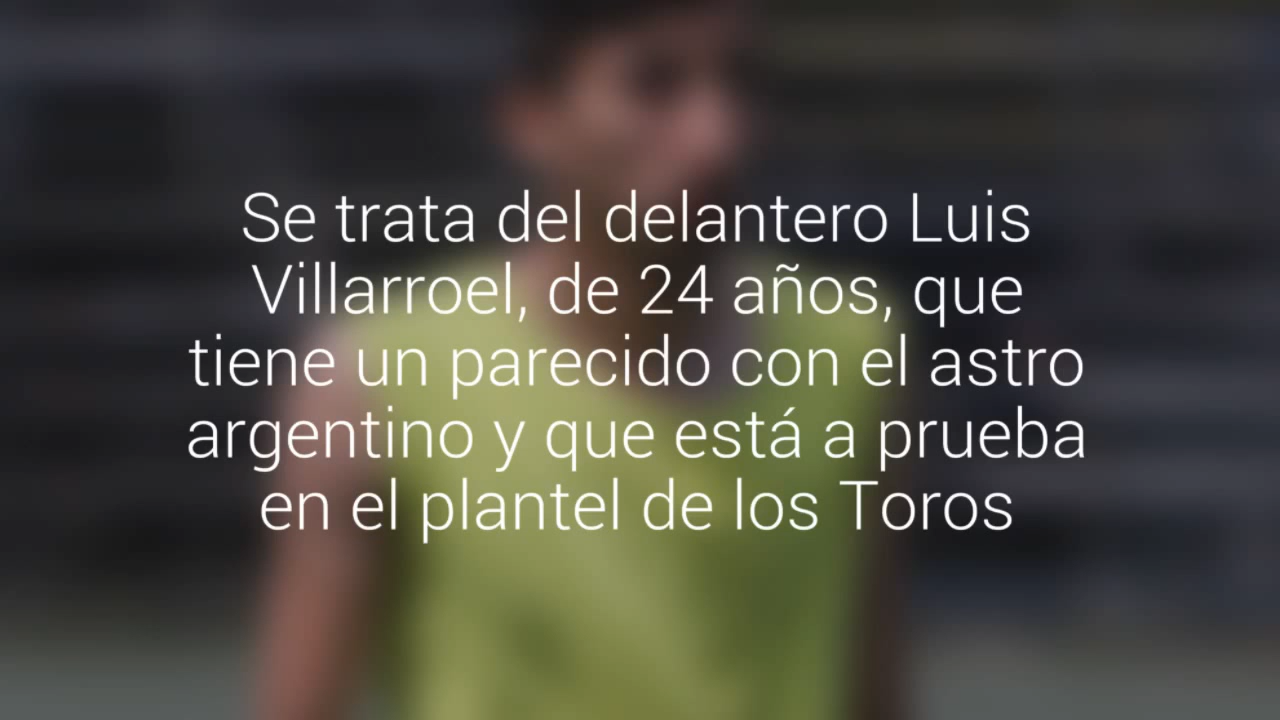 Se trata del delantero Luis
Villarroel, de 24 años, que
tiene un parecido con el astro
argentino y que está a prueba
en el plantel de los Toros